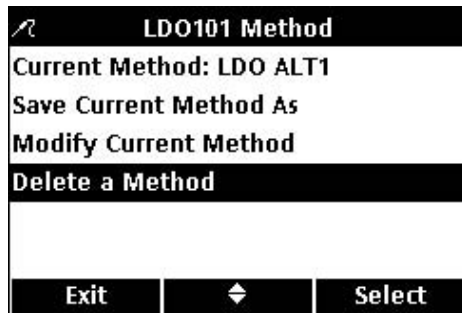 LDO101 Method
Current Method: LDO ALT1
Save Current Method As
Modify Current Method
Delete a Method
Exit Select